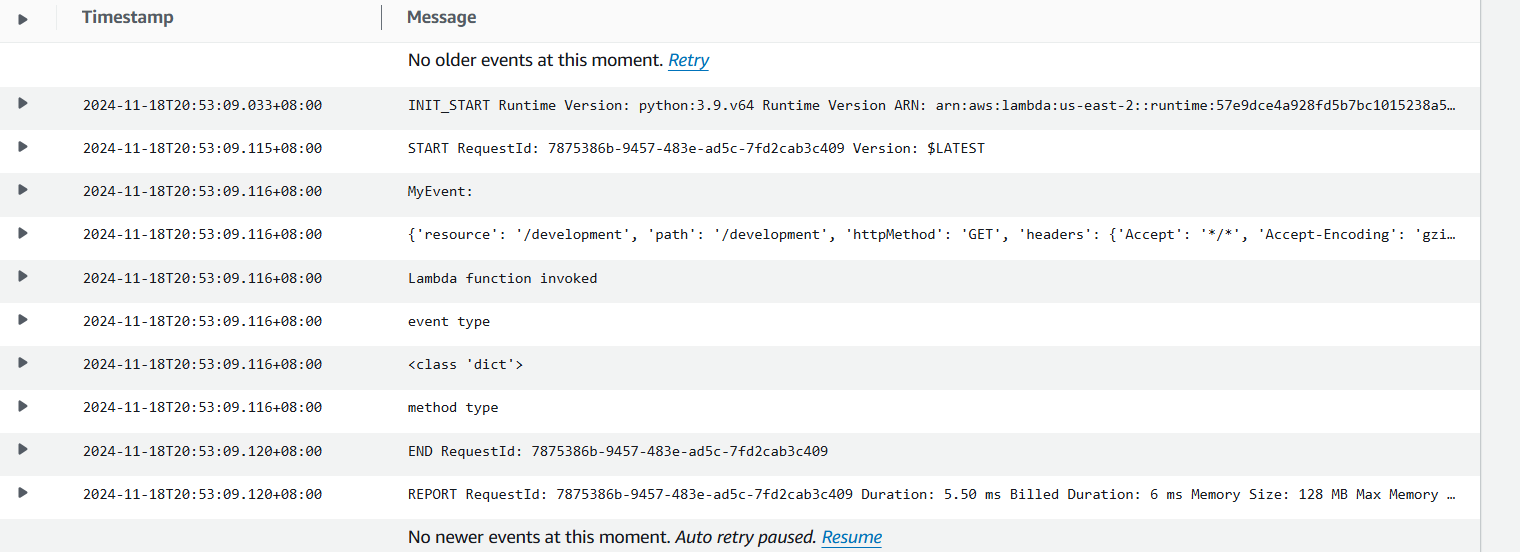 Timestamp Message
No older events at this moment. Retry
2024-11-18T20:53:09.033+08:00 INIT_START Runtime Version: python:3.9.v64 Runtime Version ARN: arn:aws:lambda:us-east-2::runtime:57e9dce4a928fd5b7bc1015238a5…
2024-11-18T20:53:09.115+08:00 START RequestId: 7875386b-9457-483e-ad5c-7fd2cab3c409 Version: $LATEST
2024-11-18T20:53:09.116+08:00 MyEvent:
2024-11-18T20:53:09.116+08:00 {'resource': '/development', 'path': '/development', 'httpMethod': 'GET', 'headers': {'Accept': '*/*', 'Accept-Encoding': 'gzi…
2024-11-18T20:53:09.116+08:00 Lambda function invoked
2024-11-18T20:53:09.116+08:00 event type
2024-11-18T20:53:09.116+08:00 <class 'dict'>
2024-11-18T20:53:09.116+08:00 method type
2024-11-18T20:53:09.120+08:00 END RequestId: 7875386b-9457-483e-ad5c-7fd2cab3c409
2024-11-18T20:53:09.120+08:00 REPORT RequestId: 7875386b-9457-483e-ad5c-7fd2cab3c409 Duration: 5.50 ms Billed Duration: 6 ms Memory Size: 128 MB Max Memory …
No newer events at this moment. Auto retry paused. Resume